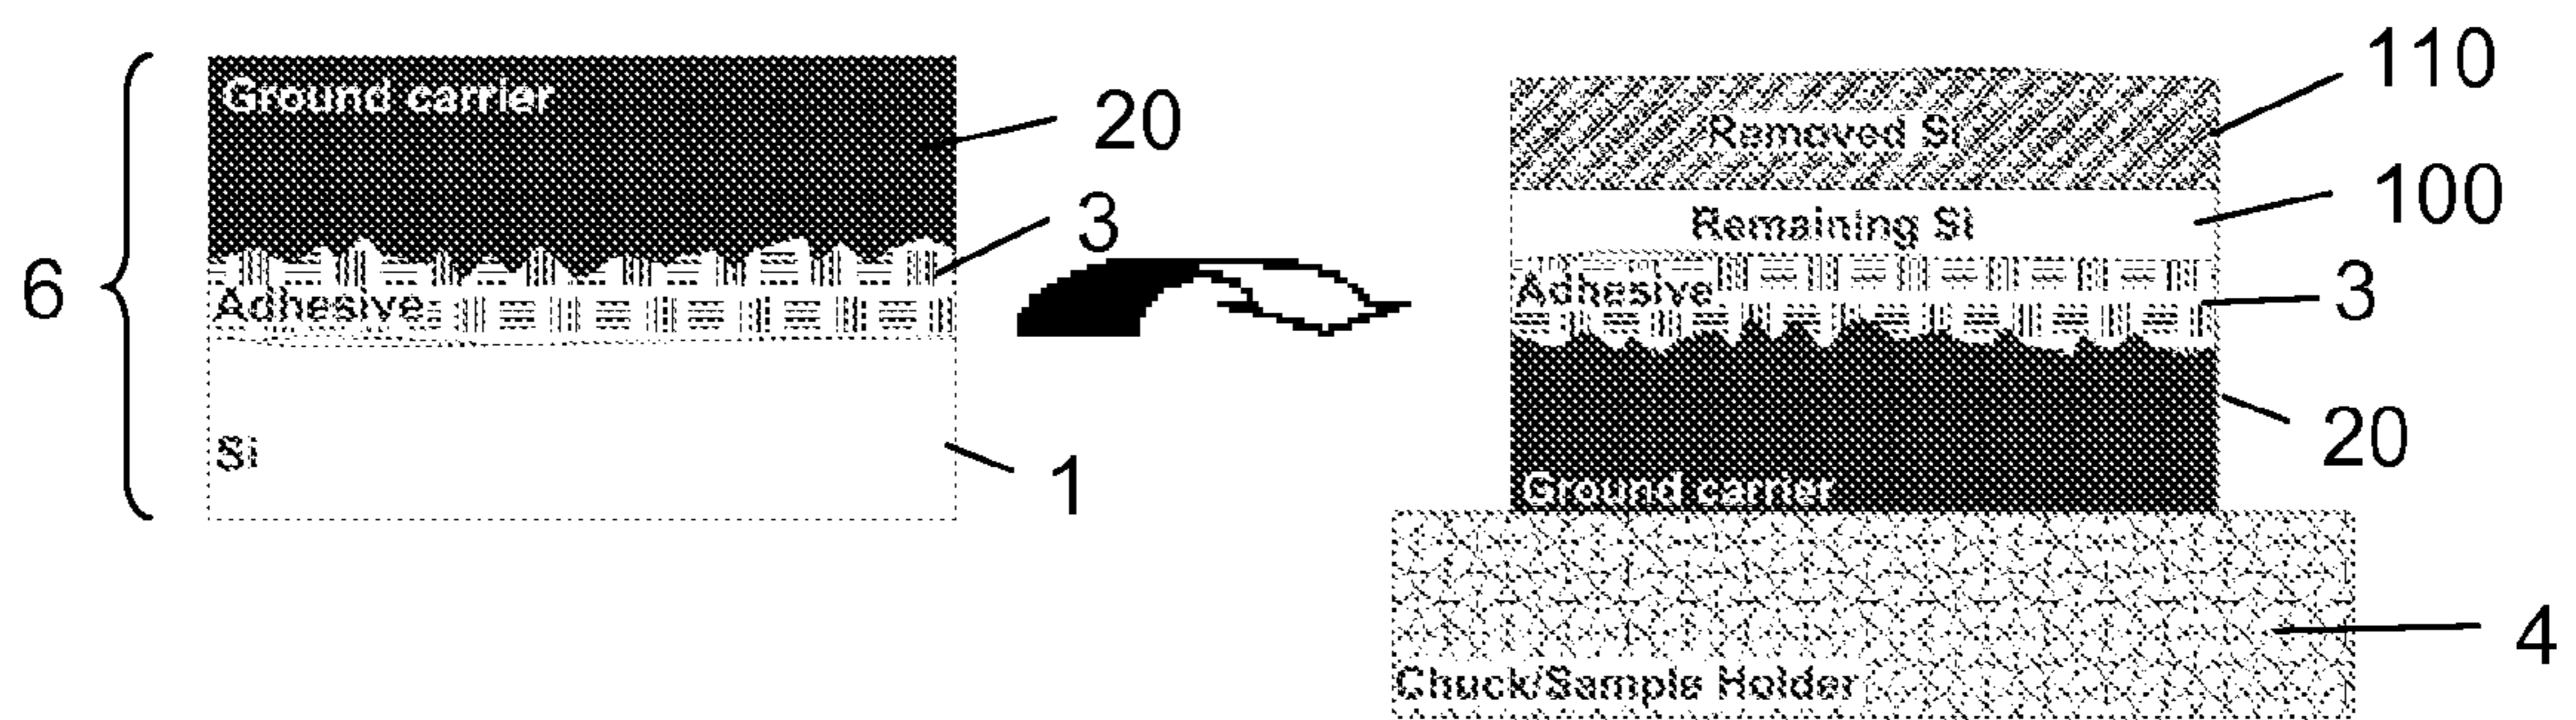 6
Ground carrier
20
3
Adhesive
Si
1
110
Removed Si
100
Remaining Si
Adhesive
3
20
Ground carrier
4
Chuck/Sample Holder